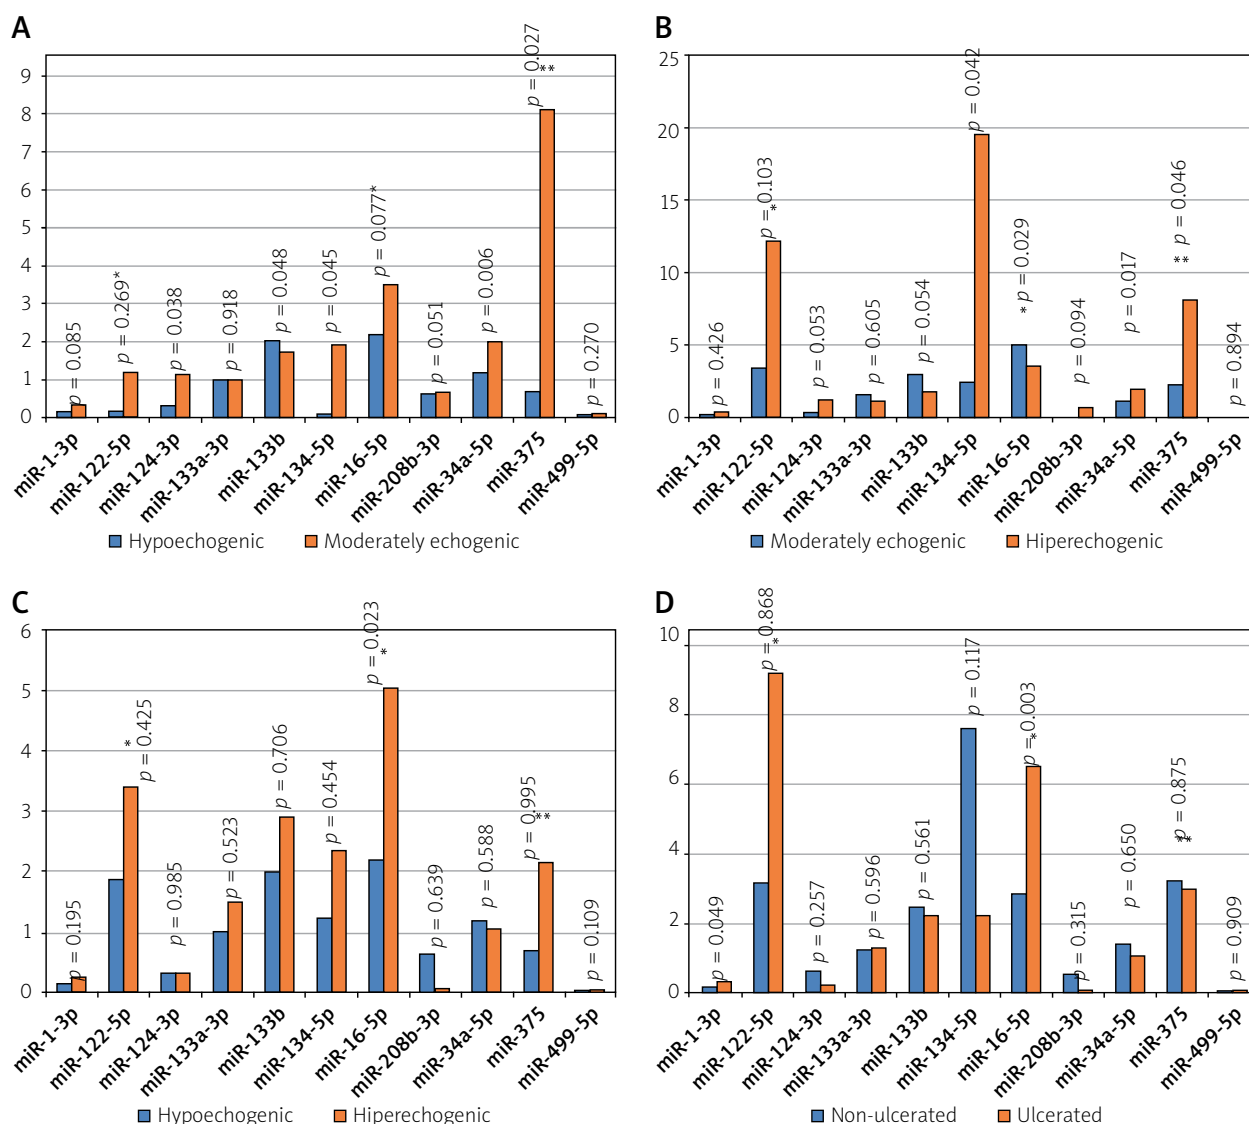 A
9
8
7
6
5
4
3
2
1
0
p = 0.085
p = 0.269*
p = 0.038
p = 0.918
p = 0.048
p = 0.045
p = 0.077*
p = 0.051
p = 0.006
p = 0.027
**
p = 0.270
miR-1-3p
miR-122-5p
miR-124-3p
miR-133a-3p
miR-133b
miR-134-5p
miR-16-5p
miR-208b-3p
miR-34a-5p
miR-375
miR-499-5p
Hypoechogenic Moderately echogenic
B
25
20
15
10
5
0
p = 0.426
p = 0.103
*
p = 0.053
p = 0.605
p = 0.054
p = 0.042
* p = 0.029
p = 0.094
p = 0.017
** p = 0.046
p = 0.894
miR-1-3p
miR-122-5p
miR-124-3p
miR-133a-3p
miR-133b
miR-134-5p
miR-16-5p
miR-208b-3p
miR-34a-5p
miR-375
miR-499-5p
Moderately echogenic Hiperechogenic
C
6
5
4
3
2
1
0
p = 0.195
*
p = 0.425
p = 0.985
p = 0.523
p = 0.706
p = 0.454
p = 0.023
*
p = 0.639
p = 0.588
p = 0.995
**
p = 0.109
miR-1-3p
miR-122-5p
miR-124-3p
miR-133a-3p
miR-133b
miR-134-5p
miR-16-5p
miR-208b-3p
miR-34a-5p
miR-375
miR-499-5p
Hypoechogenic Hiperechogenic
D
10
8
6
4
2
0
p = 0.049
p = 0.868
*
p = 0.257
p = 0.596
p = 0.561
p = 0.117
p = 0.003
*
p = 0.315
p = 0.650
p = 0.875
**
p = 0.909
miR-1-3p
miR-122-5p
miR-124-3p
miR-133a-3p
miR-133b
miR-134-5p
miR-16-5p
miR-208b-3p
miR-34a-5p
miR-375
miR-499-5p
Non-ulcerated Ulcerated